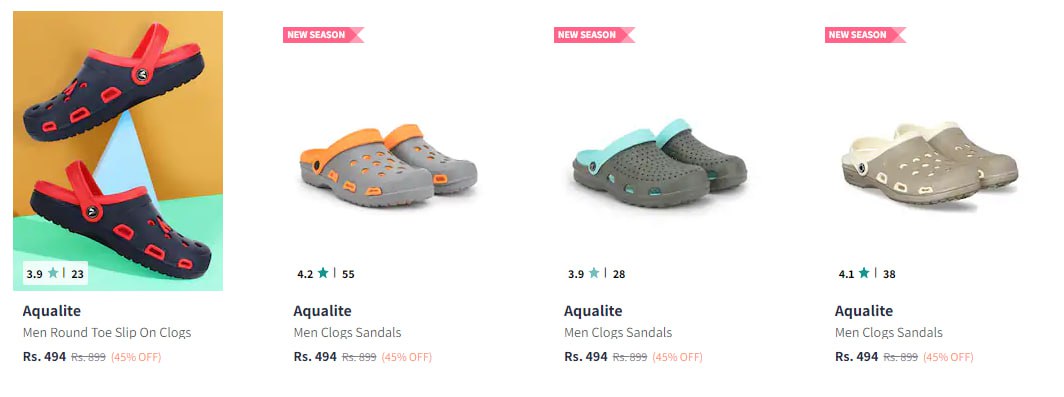 NEW SEASON
NEW SEASON
NEW SEASON
3.9 ★ | 23
4.2 ★ | 55
3.9 ★ | 28
4.1 ★ | 38
Aqualite
Men Round Toe Slip On Clogs
Rs. 494 Rs. 899 (45% OFF)
Aqualite
Men Clogs Sandals
Rs. 494 Rs. 899 (45% OFF)
Aqualite
Men Clogs Sandals
Rs. 494 Rs. 899 (45% OFF)
Aqualite
Men Clogs Sandals
Rs. 494 Rs. 899 (45% OFF)